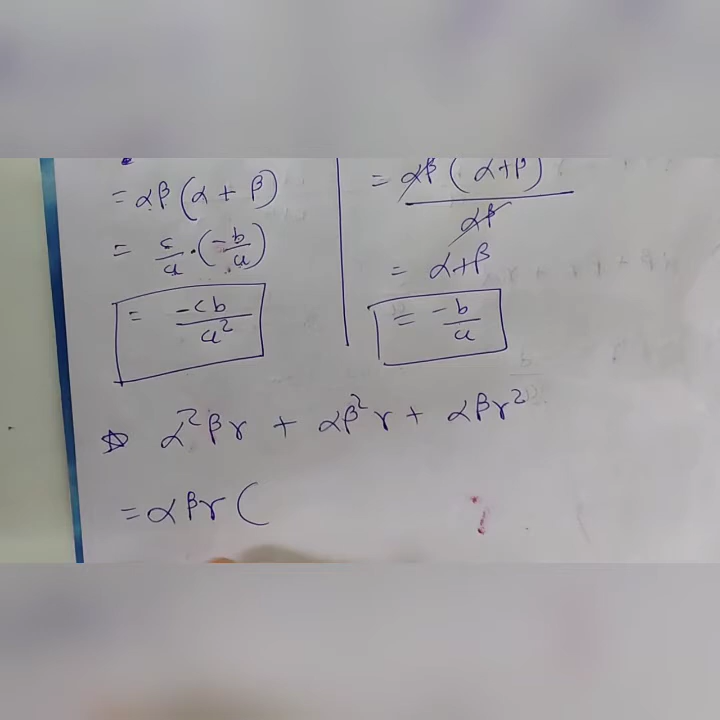 = αβ (α + β)
= c/a · (-b/a)
= -cb/a²
= αβ (α+β)/αβ
= α+β
= -b/a
☆ α²βγ + αβ²γ + αβγ²
= αβγ (